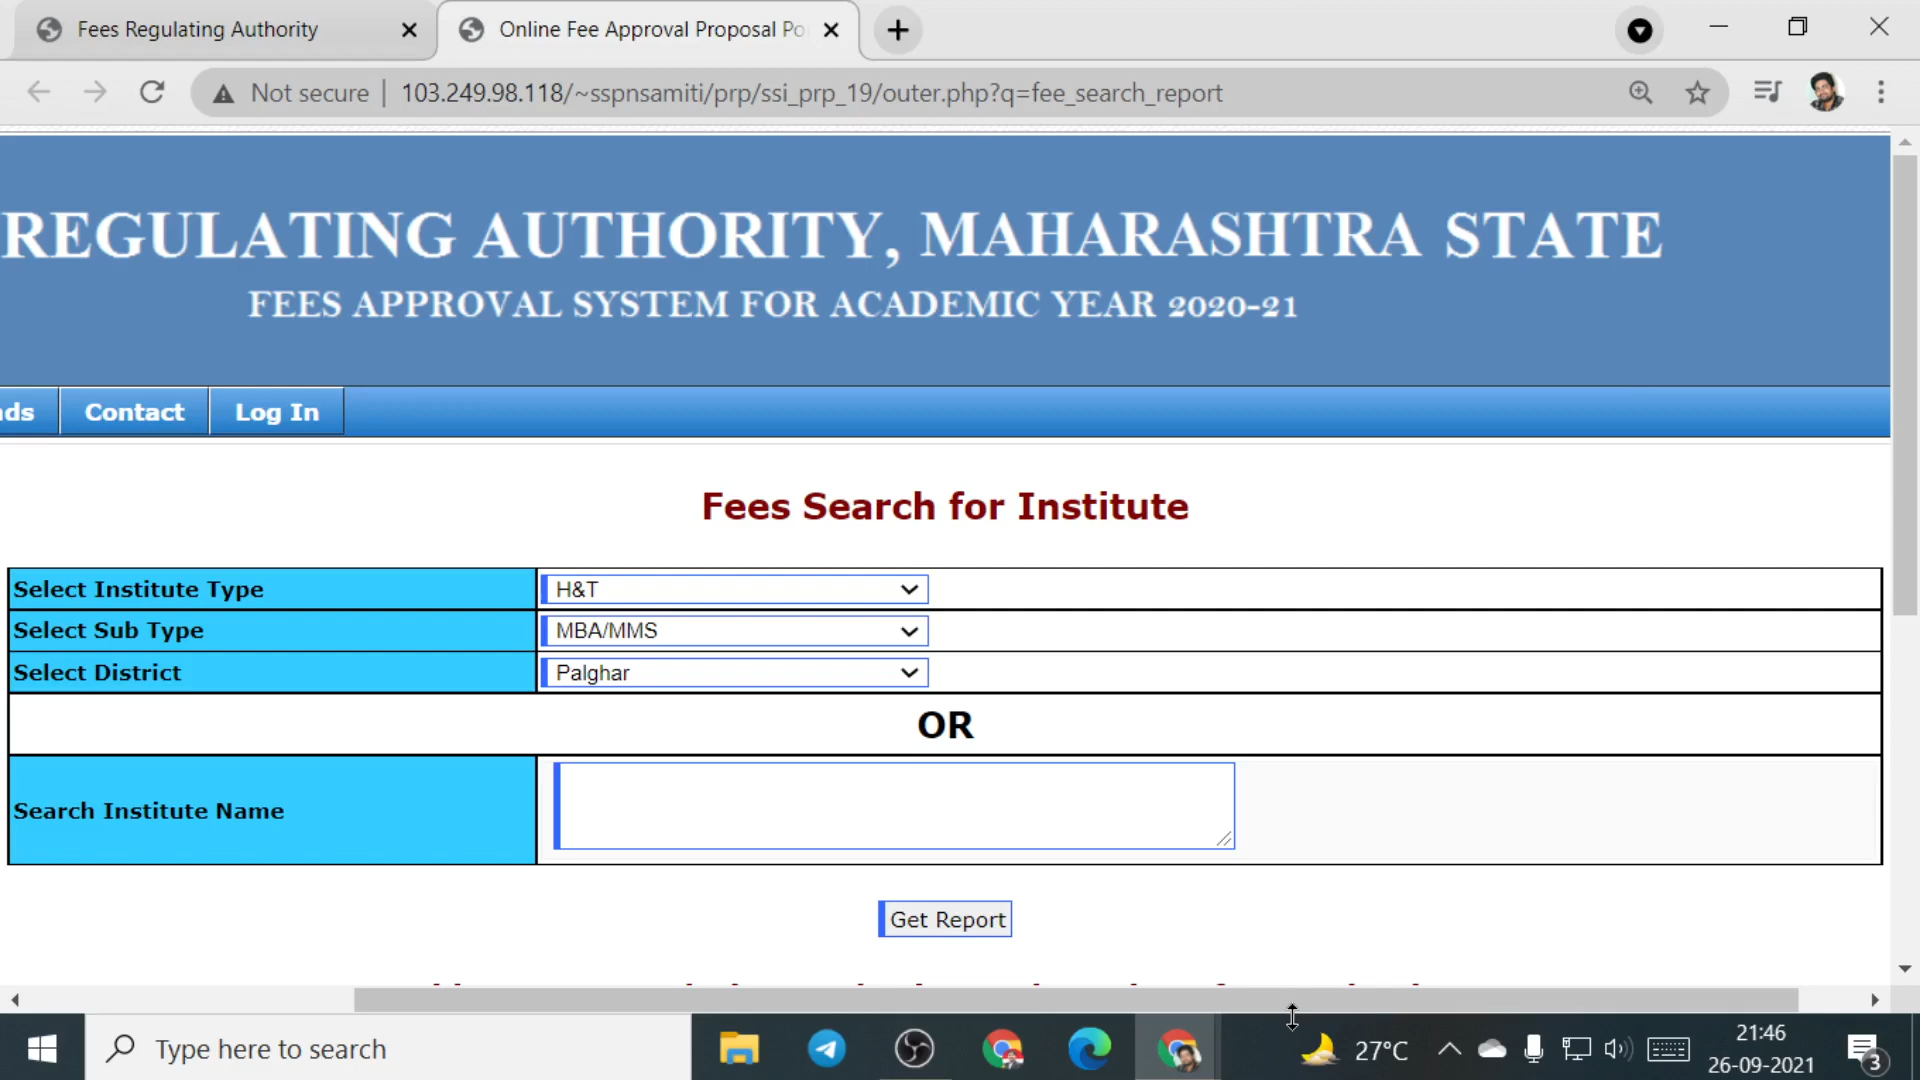 Fees Regulating Authority
Online Fee Approval Proposal Po
Not secure | 103.249.98.118/~sspnsamiti/prp/ssi_prp_19/outer.php?q=fee_search_report
REGULATING AUTHORITY, MAHARASHTRA STATE
FEES APPROVAL SYSTEM FOR ACADEMIC YEAR 2020-21
ds Contact Log In
Fees Search for Institute
Select Institute Type H&T
Select Sub Type MBA/MMS
Select District Palghar
OR
Search Institute Name
Get Report
Type here to search
27°C
21:46
26-09-2021
3